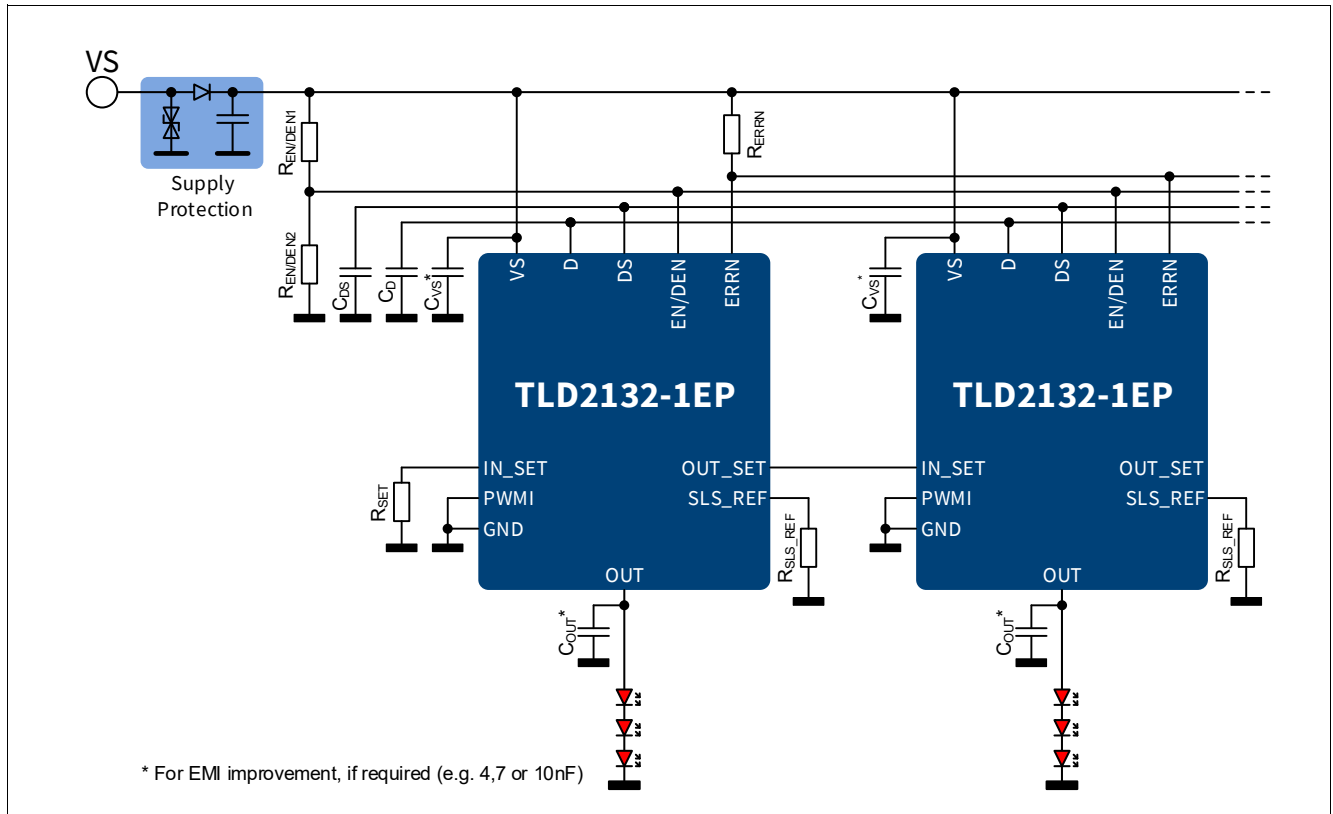 VS
Supply
Protection
REN/DEN1
REN/DEN2
RERRN
CDS
CD
CVS*
VS
D
DS
EN/DEN
ERRN
TLD2132-1EP
IN_SET
PWMI
GND
OUT_SET
SLS_REF
OUT
RSET
RSLS_REF
COUT*
CVS*
VS
D
DS
EN/DEN
ERRN
TLD2132-1EP
IN_SET
PWMI
GND
OUT_SET
SLS_REF
OUT
RSLS_REF
COUT*
* For EMI improvement, if required (e.g. 4,7 or 10nF)